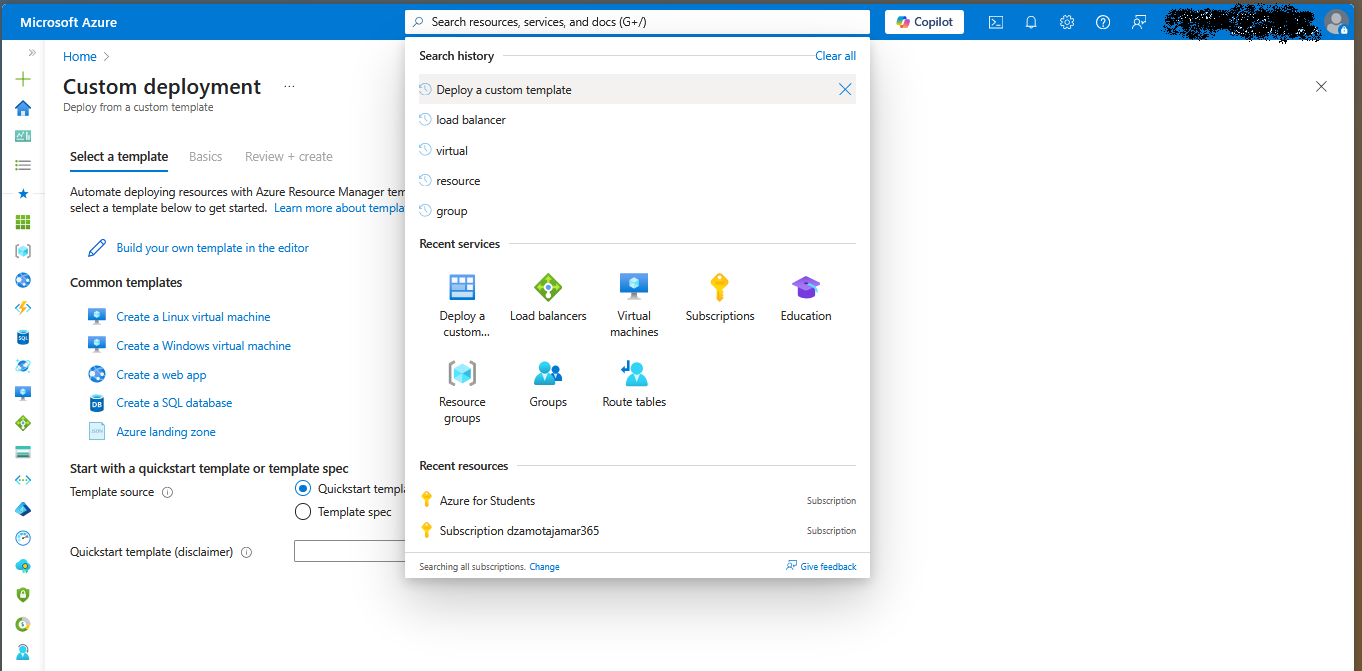 Microsoft Azure
Search resources, services, and docs (G+/)
Copilot
Home
Custom deployment
...
Deploy from a custom template
Select a template
Basics
Review + create
Automate deploying resources with Azure Resource Manager
select a template below to get started. Learn more about
Build your own template in the editor
Common templates
Create a Linux virtual machine
Create a Windows virtual machine
Create a web app
DB
Create a SQL database
Azure landing zone
Start with a quickstart template or template spec
Template source
Quickstart
Template spec
Quickstart template (disclaimer)
Search history
Clear all
Deploy a custom template
load balancer
virtual
resource
group
Recent services
Deploy a
custom...
Load balancers
Virtual
machines
Subscriptions
Education
Resource
groups
Groups
Route tables
Recent resources
Azure for Students
Subscription
Subscription dzamotajamar365
Subscription
Searching all subscriptions. Change
Give feedback
SQL